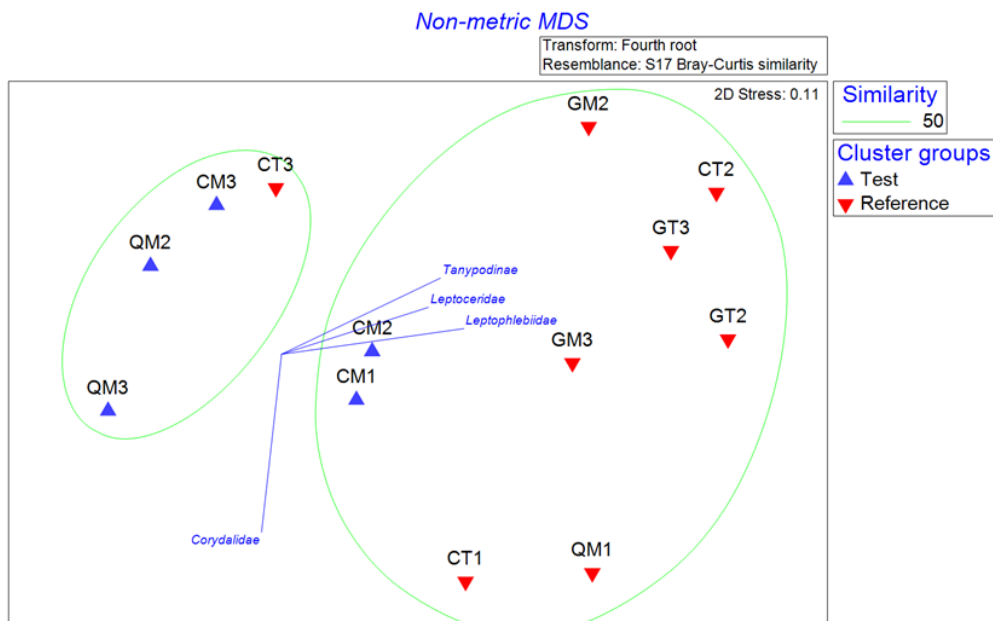 Non-metric MDS
Transform: Fourth root
Resemblance: S17 Bray-Curtis similarity
2D Stress: 0.11
Similarity
50
Cluster groups
Test
Reference
GM2
CT3
CT2
CM3
GT3
QM2
Tanypodinae
Leptoceridae
Leptophlebiidae
CM2
GM3
GT2
CM1
QM3
Corydalidae
CT1
QM1